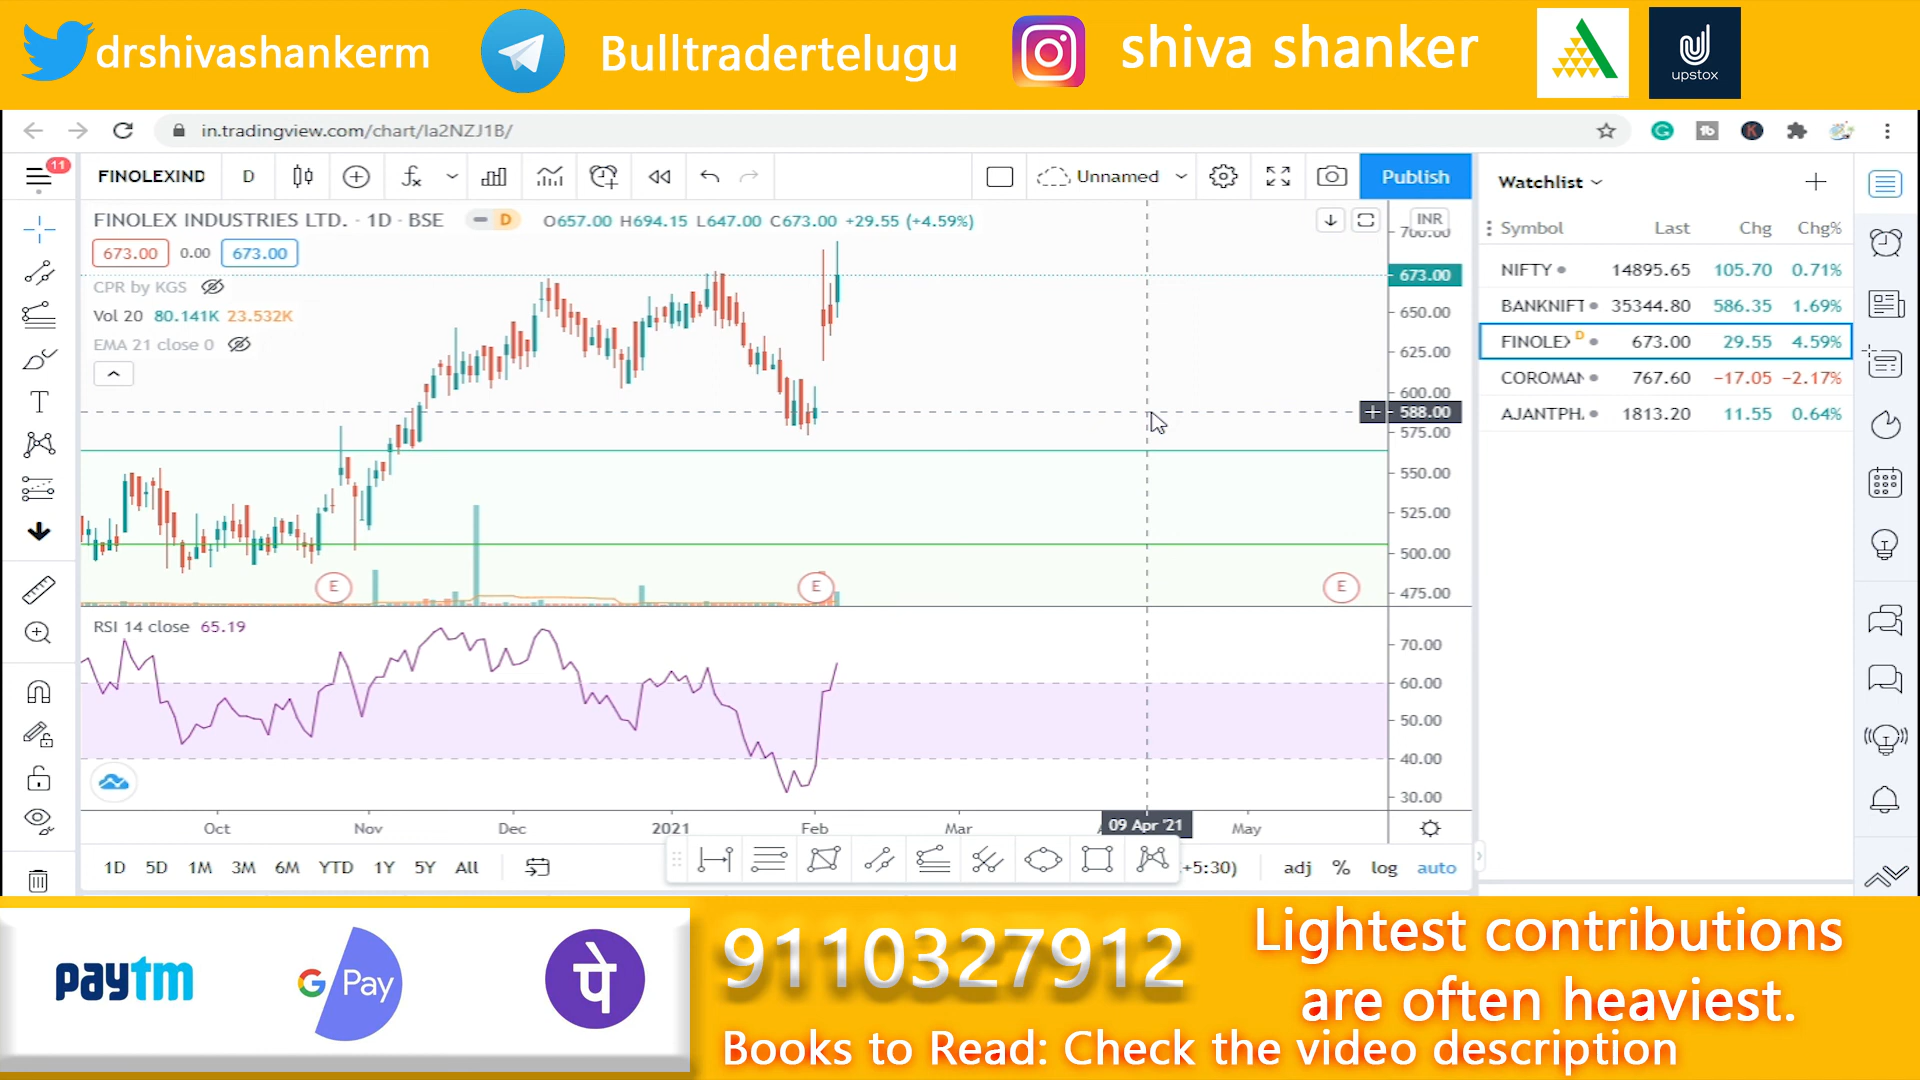 drshivashankerm
Bulltradertelugu
shiva shanker
upstox
in.tradingview.com/chart/Ia2NZJ1B/
11
FINOLEXIND D
Unnamed
Publish
Watchlist
FINOLEX INDUSTRIES LTD. · 1D · BSE D O657.00 H694.15 L647.00 C673.00 +29.55 (+4.59%)
INR
673.00 0.00 673.00
CPR by KGS
Vol 20 80.141K 23.532K
EMA 21 close 0
700.00
673.00
650.00
625.00
600.00
588.00
575.00
550.00
525.00
500.00
475.00
E E E
RSI 14 close 65.19
70.00
60.00
50.00
40.00
30.00
Oct Nov Dec 2021 Feb Mar 09 Apr '21 May
1D 5D 1M 3M 6M YTD 1Y 5Y All
+5:30) adj % log auto
Symbol Last Chg Chg%
NIFTY 14895.65 105.70 0.71%
BANKNIFT 35344.80 586.35 1.69%
FINOLEX D 673.00 29.55 4.59%
COROMAN 767.60 −17.05 −2.17%
AJANTPH. 1813.20 11.55 0.64%
paytm
G Pay
पे
9110327912
Lightest contributions
are often heaviest.
Books to Read: Check the video description